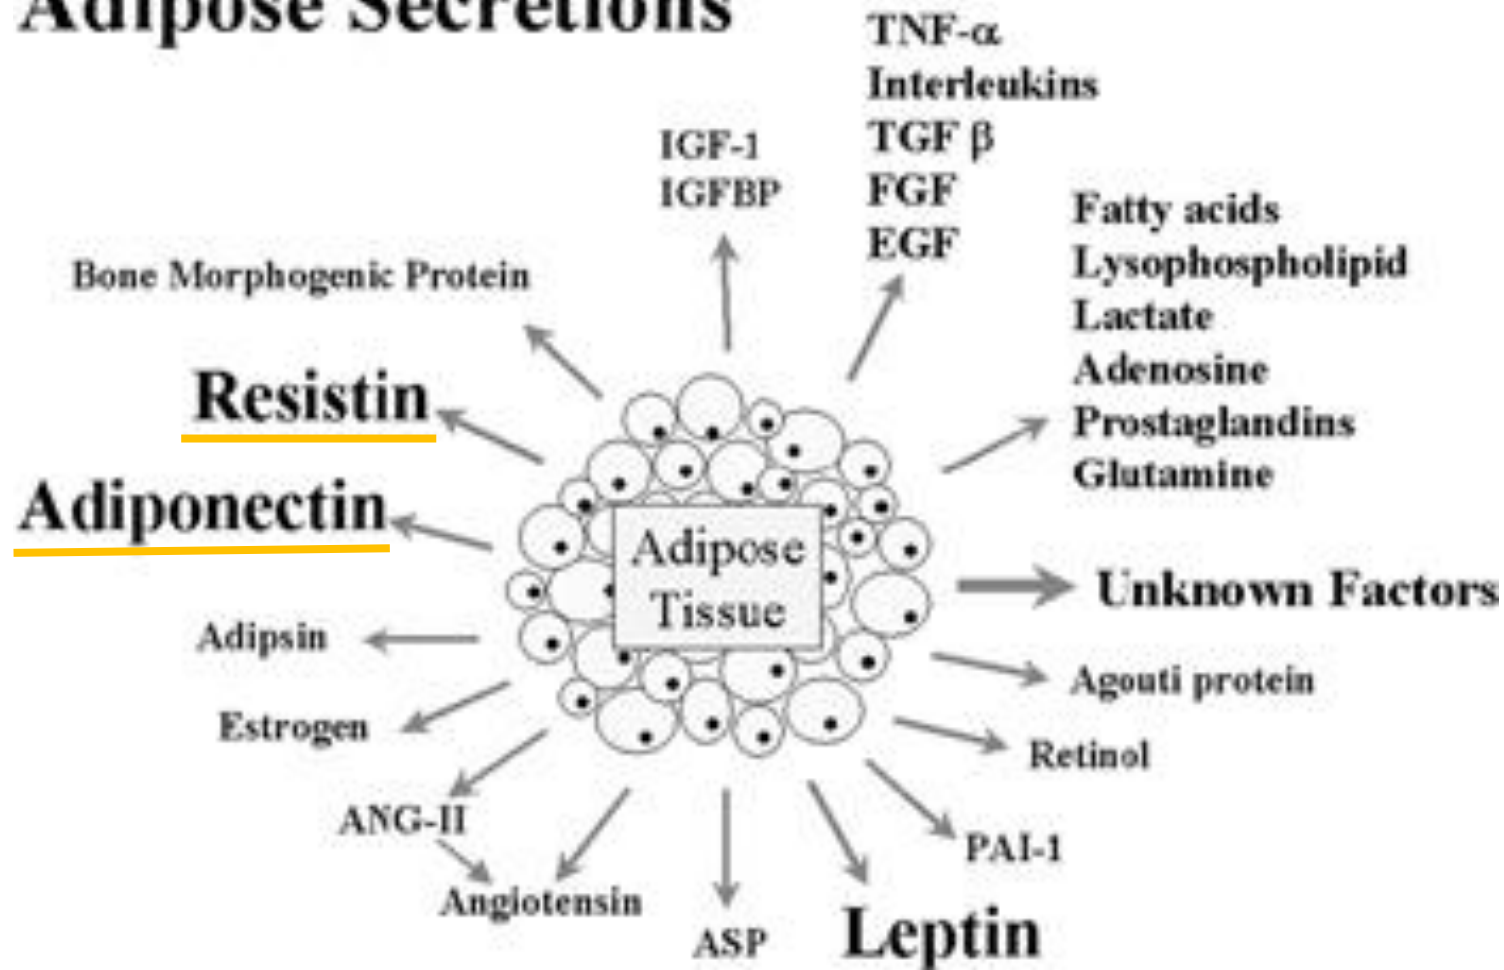 Adipose Secretions
TNF-α
Interleukins
TGF β
FGF
EGF
IGF-1
IGFBP
Fatty acids
Lysophospholipid
Lactate
Adenosine
Prostaglandins
Glutamine
Bone Morphogenic Protein
Resistin
Adiponectin
Adipose
Tissue
Unknown Factors
Adipsin
Agouti protein
Estrogen
Retinol
ANG-II
PAI-1
Angiotensin
ASP
Leptin